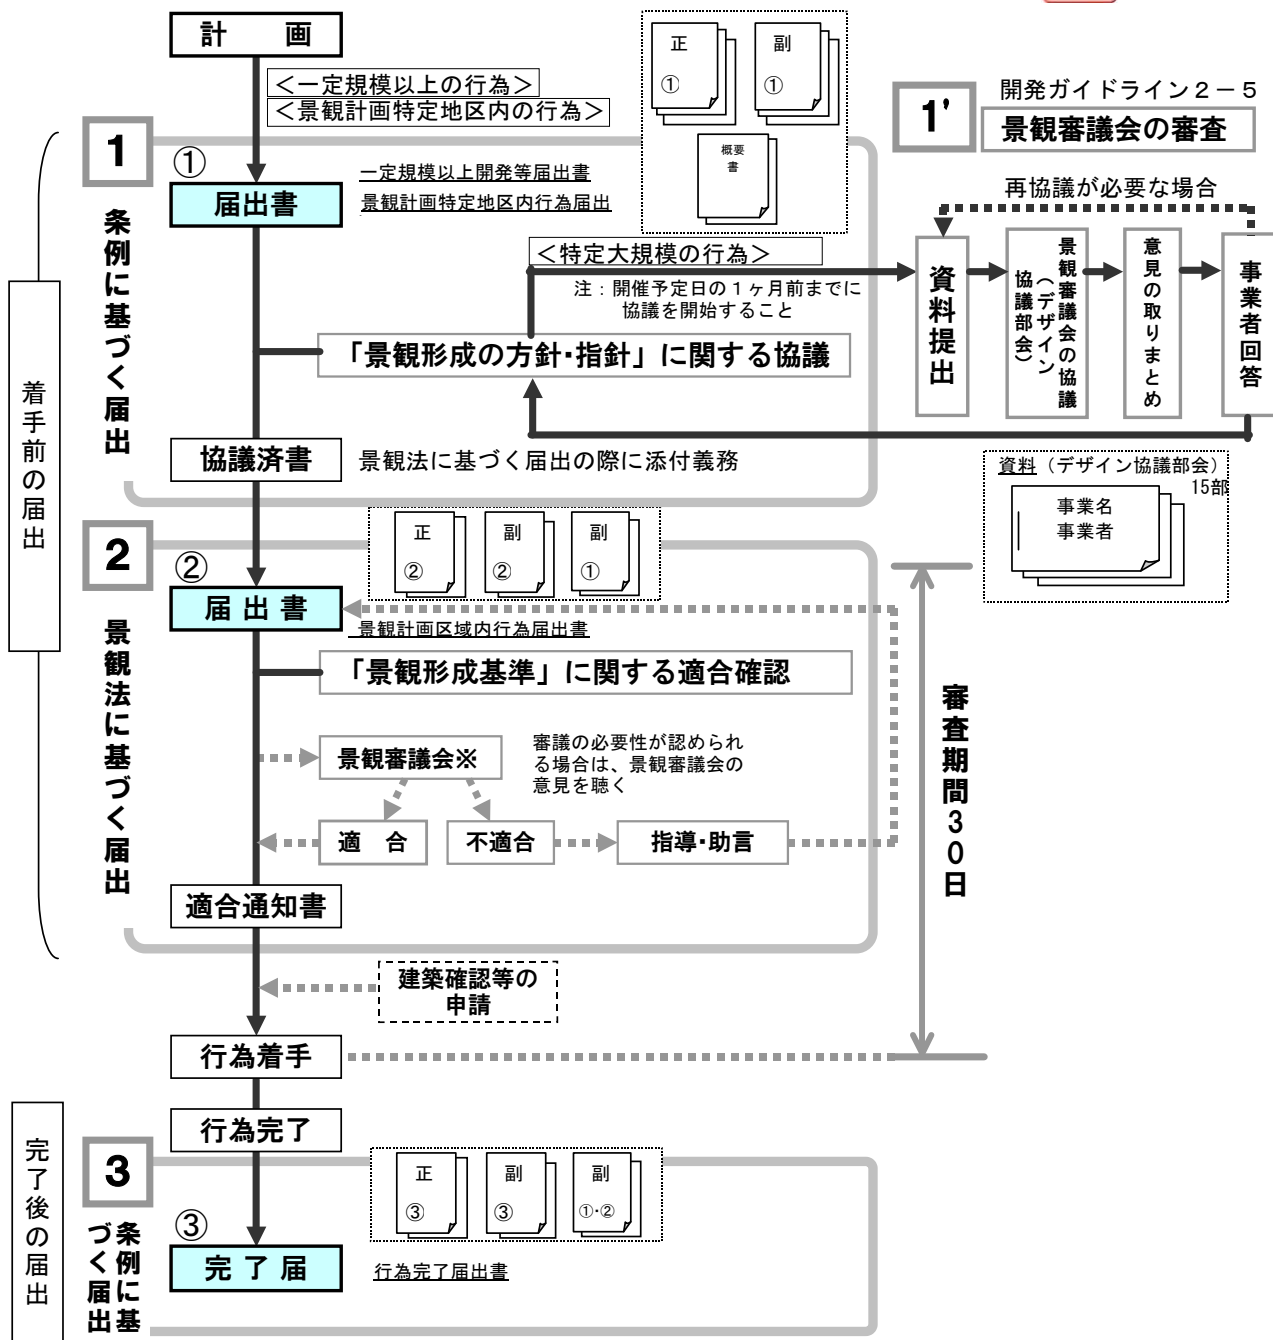 計　画
＜一定規模以上の行為＞
＜景観計画特定地区内の行為＞
正
①
副
①
概要
書
1'
開発ガイドライン２－５
景観審議会の審査
着手前の届出
1
条例に基づく届出
①
届出書
一定規模以上開発等届出書
景観計画特定地区内行為届出
＜特定大規模の行為＞
注：開催予定日の１ヶ月前までに
協議を開始すること
「景観形成の方針・指針」に関する協議
再協議が必要な場合
資料提出
景観審議会の協議
（デザイン
協議部会）
意見の取りまとめ
事業者回答
協議済書
景観法に基づく届出の際に添付義務
資料（デザイン協議部会）
15部
事業名
事業者
2
景観法に基づく届出
②
届出書
正
②
副
②
副
①
景観計画区域内行為届出書
「景観形成基準」に関する適合確認
景観審議会※
審議の必要性が認められ
る場合は、景観審議会の
意見を聴く
適　合
不適合
指導・助言
適合通知書
審査期間３０日
建築確認等の
申請
行為着手
行為完了
完了後の届出
3
条例に基
づく届出
③
完了届
正
③
副
③
副
①・②
行為完了届出書